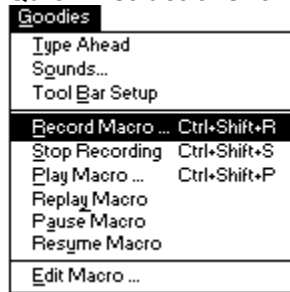 Goodies
Type Ahead
Sounds...
Tool Bar Setup
Record Macro ... Ctrl+Shift+R
Stop Recording Ctrl+Shift+S
Play Macro ... Ctrl+Shift+P
Replay Macro
Pause Macro
Resume Macro
Edit Macro ...